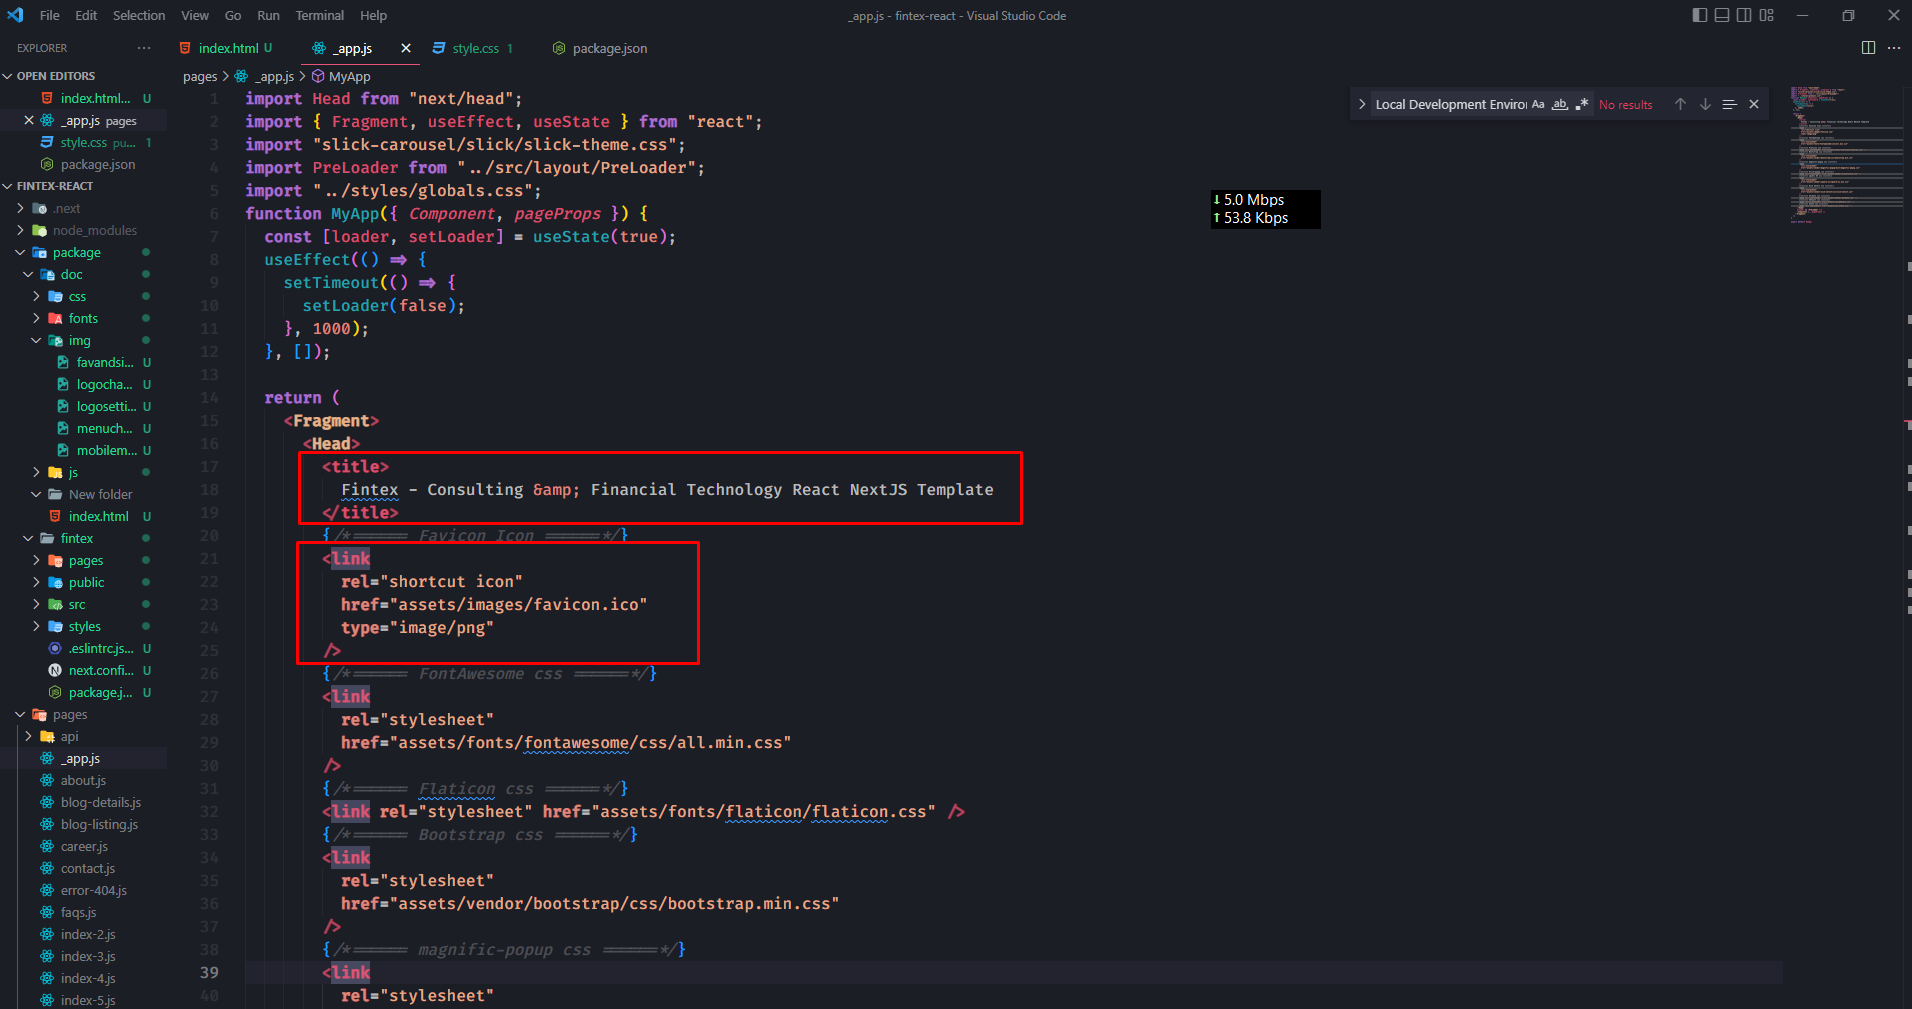 File Edit Selection View Go Run Terminal Help
_app.js - fintex-react - Visual Studio Code
EXPLORER
OPEN EDITORS
index.html... U
_app.js pages
style.css pu... 1
package.json
FINTEX-REACT
.next
node_modules
package
doc
css
fonts
img
favandsi... U
logocha... U
logosetti... U
menuch... U
mobilem... U
js
New folder
index.html U
fintex
pages
public
src
styles
.eslintrc.js... U
next.confi... U
package.j... U
pages
api
_app.js
about.js
blog-details.js
blog-listing.js
career.js
contact.js
error-404.js
faqs.js
index-2.js
index-3.js
index-4.js
index-5.js
index.html U
_app.js
style.css 1
package.json
pages > _app.js > MyApp
Local Development Enviror Aa ab .* No results
↓ 5.0 Mbps
↑ 53.8 Kbps
1 import Head from "next/head";
2 import { Fragment, useEffect, useState } from "react";
3 import "slick-carousel/slick/slick-theme.css";
4 import PreLoader from "../src/layout/PreLoader";
5 import "../styles/globals.css";
6 function MyApp({ Component, pageProps }) {
7 const [loader, setLoader] = useState(true);
8 useEffect(() => {
9 setTimeout(() => {
10 setLoader(false);
11 }, 1000);
12 }, []);
13
14 return (
15 <Fragment>
16 <Head>
17 <title>
18 Fintex - Consulting &amp; Financial Technology React NextJS Template
19 </title>
20 {/*====== Favicon Icon ======*/}
21 <link
22 rel="shortcut icon"
23 href="assets/images/favicon.ico"
24 type="image/png"
25 />
26 {/*====== FontAwesome css ======*/}
27 <link
28 rel="stylesheet"
29 href="assets/fonts/fontawesome/css/all.min.css"
30 />
31 {/*====== Flaticon css ======*/}
32 <link rel="stylesheet" href="assets/fonts/flaticon/flaticon.css" />
33 {/*====== Bootstrap css ======*/}
34 <link
35 rel="stylesheet"
36 href="assets/vendor/bootstrap/css/bootstrap.min.css"
37 />
38 {/*====== magnific-popup css ======*/}
39 <link
40 rel="stylesheet"